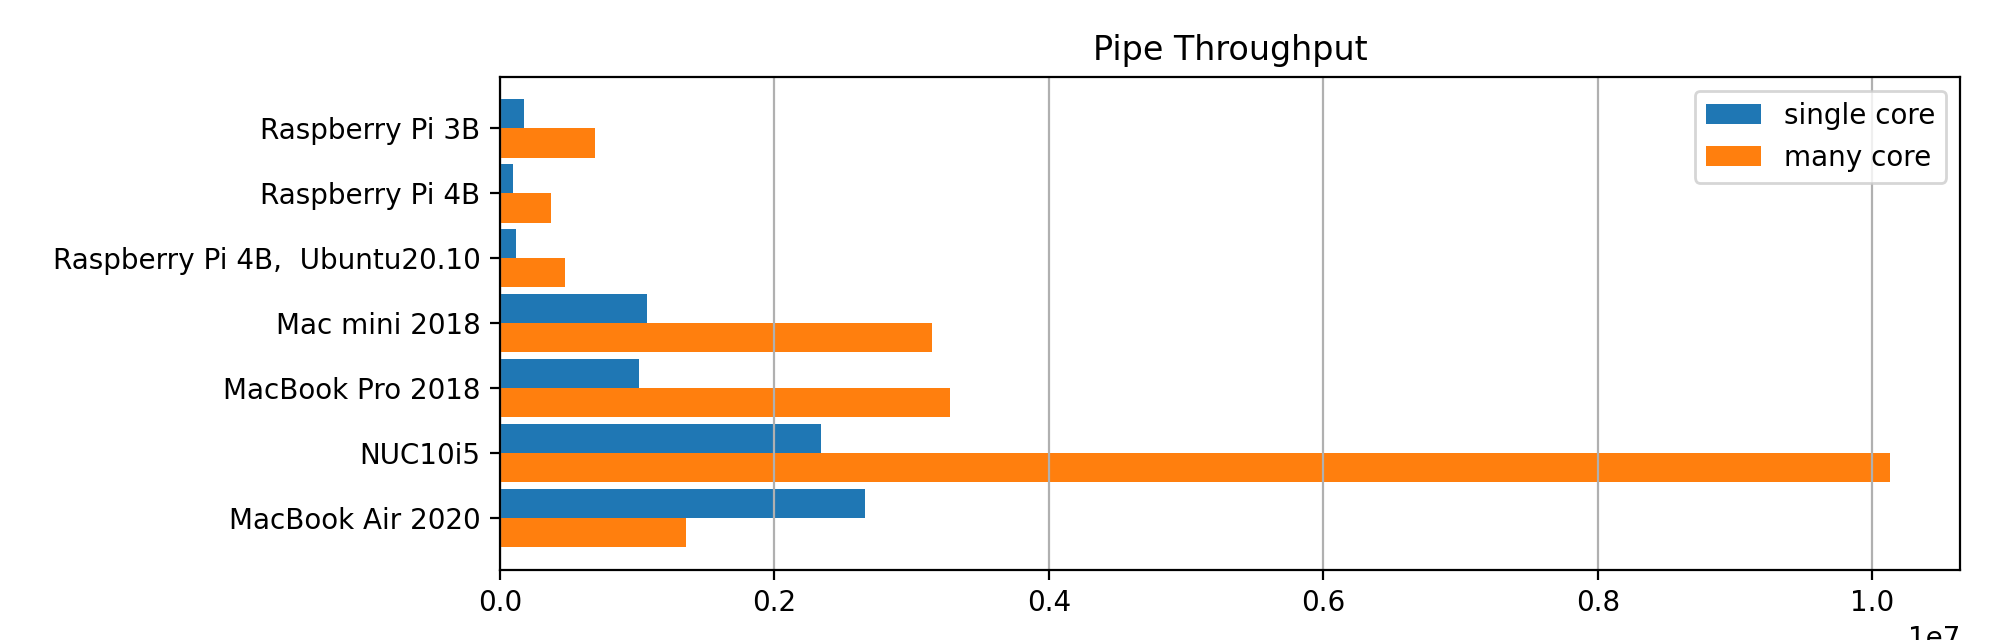 Pipe Throughput
single core
many core
Raspberry Pi 3B
Raspberry Pi 4B
Raspberry Pi 4B,  Ubuntu20.10
Mac mini 2018
MacBook Pro 2018
NUC10i5
MacBook Air 2020
0.0 0.2 0.4 0.6 0.8 1.0
1e7